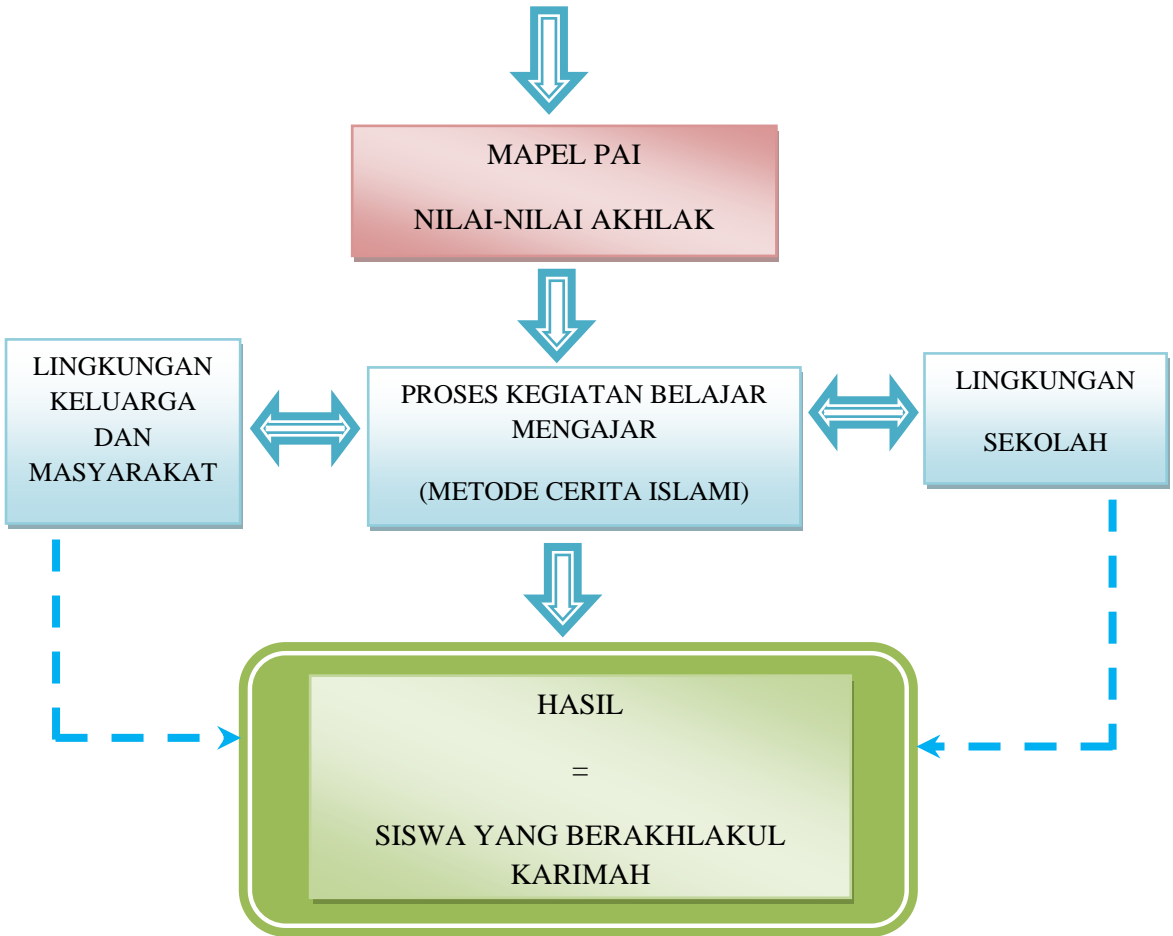 MAPEL PAI
NILAI-NILAI AKHLAK
LINGKUNGAN
KELUARGA
DAN
MASYARAKAT
PROSES KEGIATAN BELAJAR
MENGAJAR
(METODE CERITA ISLAMI)
LINGKUNGAN
SEKOLAH
HASIL
=
SISWA YANG BERAKHLAKUL
KARIMAH